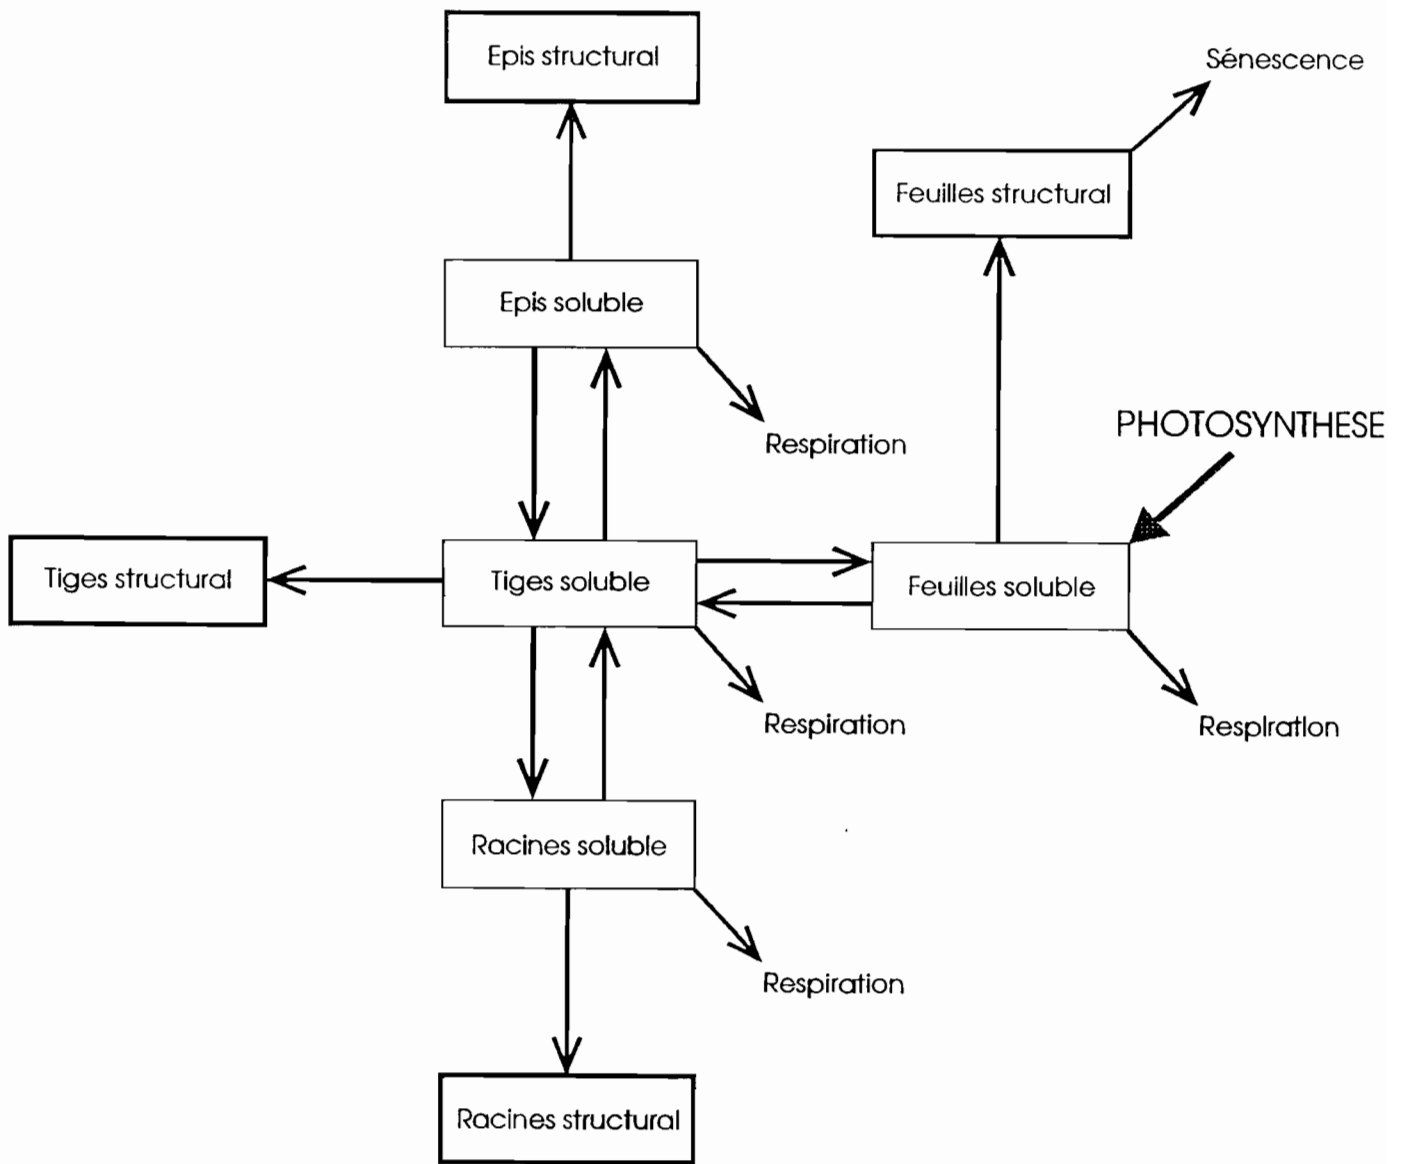 Epis structural
Sénescence
Feuilles structural
Epis soluble
PHOTOSYNTHESE
Respiration
Tiges structural
Tiges soluble
Feuilles soluble
Respiration
Respiration
Racines soluble
Respiration
Racines structural